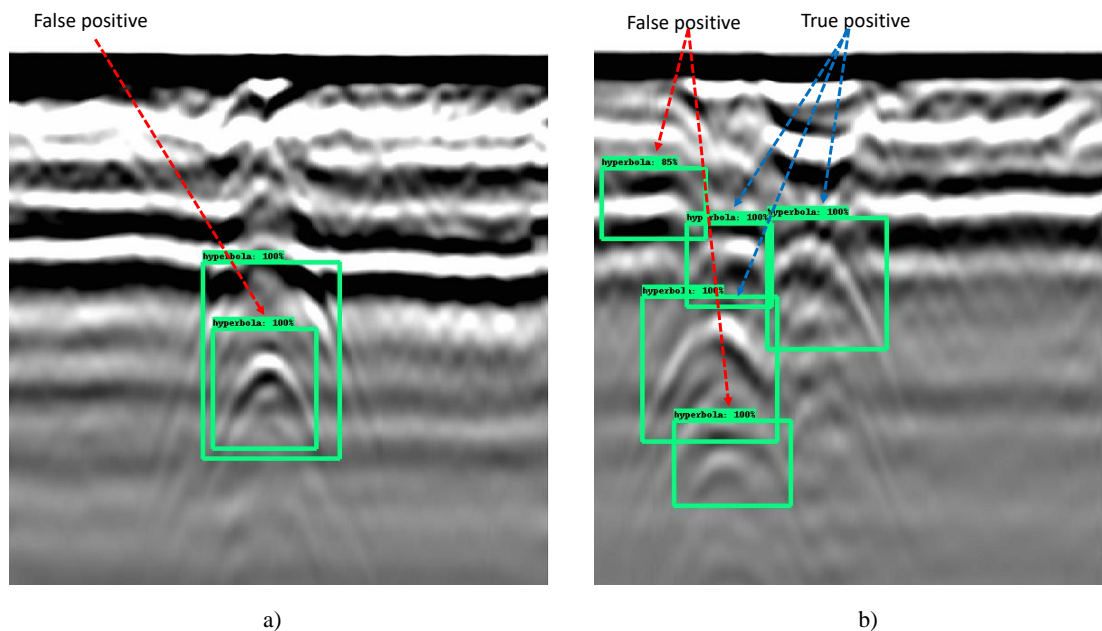 False positive
False positive
True positive
hyperbola: 100%
hyperbola: 100%
hyperbola: 85%
hyperbola: 100%
hyperbola: 100%
hyperbola: 100%
hyperbola: 100%
a)
b)